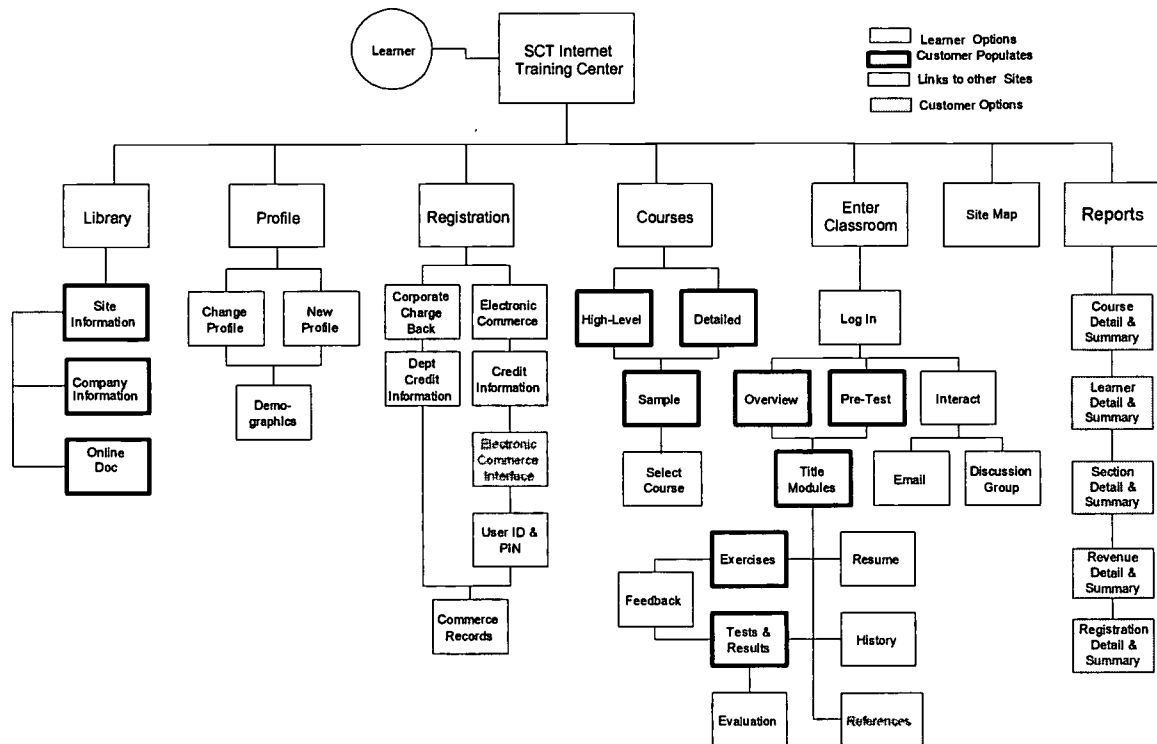 Learner
SCT Internet
Training Center
Learner Options
Customer Populates
Links to other Sites
Customer Options
Library
Profile
Registration
Courses
Enter
Classroom
Site Map
Reports
Site
Information
Company
Information
Online
Doc
Change
Profile
New
Profile
Demo-
graphics
Corporate
Charge
Back
Electronic
Commerce
Dept
Credit
Information
Credit
Information
Electronic
Commerce
Interface
User ID &
PIN
Commerce
Records
High-Level
Detailed
Sample
Select
Course
Log In
Overview
Pre-Test
Interact
Title
Modules
Email
Discussion
Group
Exercises
Resume
Feedback
Tests &
Results
History
Evaluation
References
Course
Detail &
Summary
Learner
Detail &
Summary
Section
Detail &
Summary
Revenue
Detail &
Summary
Registration
Detail &
Summary